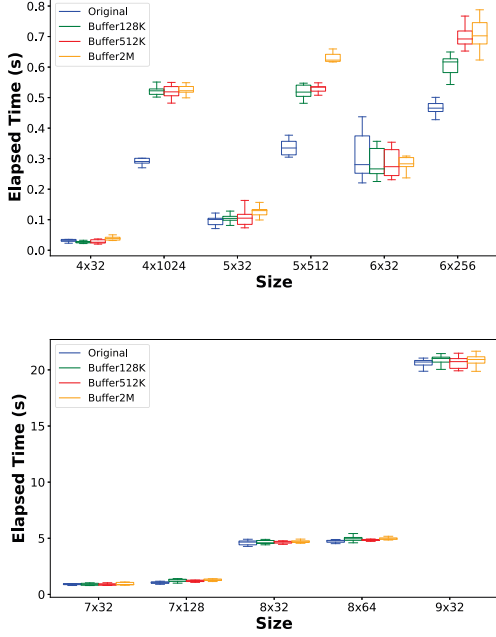 Original
Buffer128K
Buffer512K
Buffer2M
Elapsed Time (s)
0.8
0.7
0.6
0.5
0.4
0.3
0.2
0.1
0.0
4x32 4x1024 5x32 5x512 6x32 6x256
Size
Original
Buffer128K
Buffer512K
Buffer2M
Elapsed Time (s)
20
15
10
5
0
7x32 7x128 8x32 8x64 9x32
Size